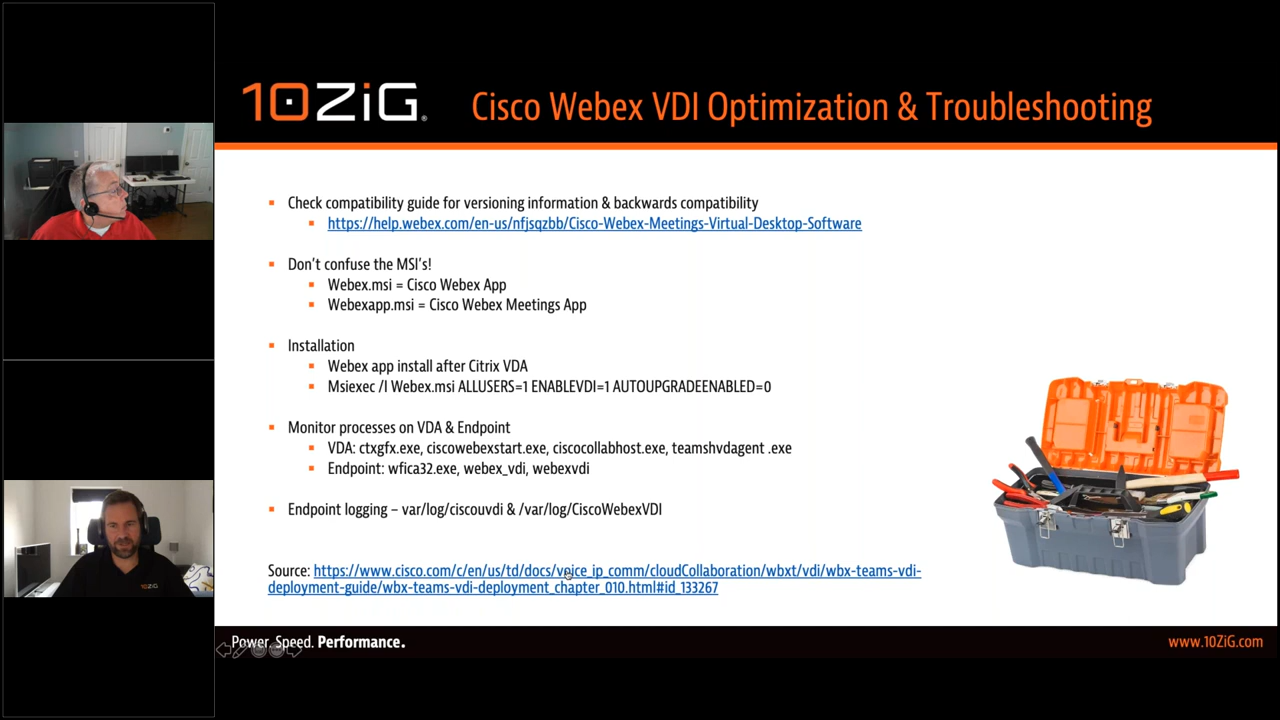 10ZiG® Cisco Webex VDI Optimization & Troubleshooting
Check compatibility guide for versioning information & backwards compatibility
https://help.webex.com/en-us/nfjsqzbb/Cisco-Webex-Meetings-Virtual-Desktop-Software
Don't confuse the MSI's!
Webex.msi = Cisco Webex App
Webexapp.msi = Cisco Webex Meetings App
Installation
Webex app install after Citrix VDA
Msiexec /I Webex.msi ALLUSERS=1 ENABLEVDI=1 AUTOUPGRADEENABLED=0
Monitor processes on VDA & Endpoint
VDA: ctxgfx.exe, ciscowebexstart.exe, ciscocollabhost.exe, teamshvdagent .exe
Endpoint: wfica32.exe, webex_vdi, webexvdi
Endpoint logging – var/log/ciscouvdi & /var/log/CiscoWebexVDI
Source: https://www.cisco.com/c/en/us/td/docs/voice_ip_comm/cloudCollaboration/wbxt/vdi/wbx-teams-vdi-
deployment-guide/wbx-teams-vdi-deployment_chapter_010.html#id_133267
Power. Speed. Performance. www.10ZiG.com
10ZiG